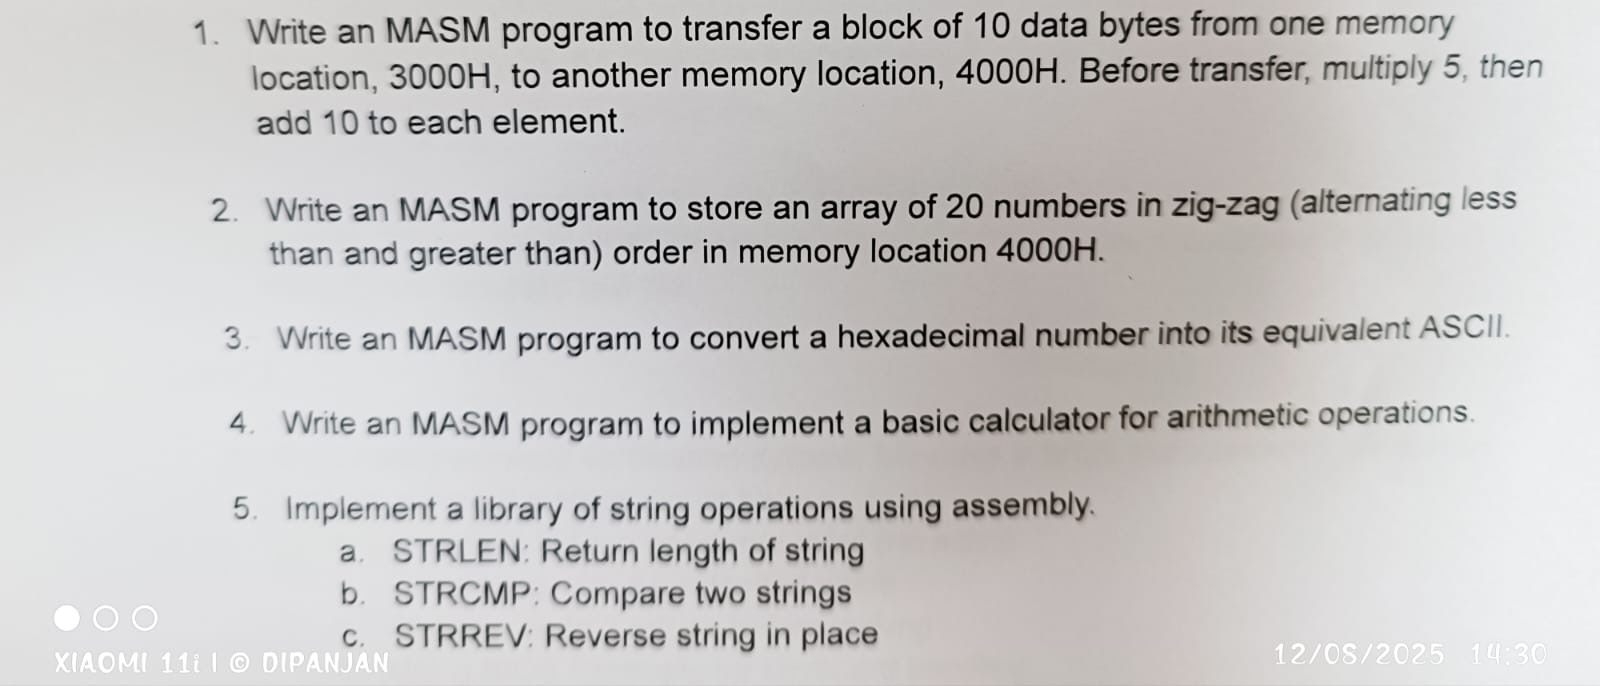 1. Write an MASM program to transfer a block of 10 data bytes from one memory
location, 3000H, to another memory location, 4000H. Before transfer, multiply 5, then
add 10 to each element.
2. Write an MASM program to store an array of 20 numbers in zig-zag (alternating less
than and greater than) order in memory location 4000H.
3. Write an MASM program to convert a hexadecimal number into its equivalent ASCII.
4. Write an MASM program to implement a basic calculator for arithmetic operations.
5. Implement a library of string operations using assembly.
a. STRLEN: Return length of string
b. STRCMP: Compare two strings
c. STRREV: Reverse string in place
XIAOMI 11i | © DIPANJAN
12/08/2025 14:30